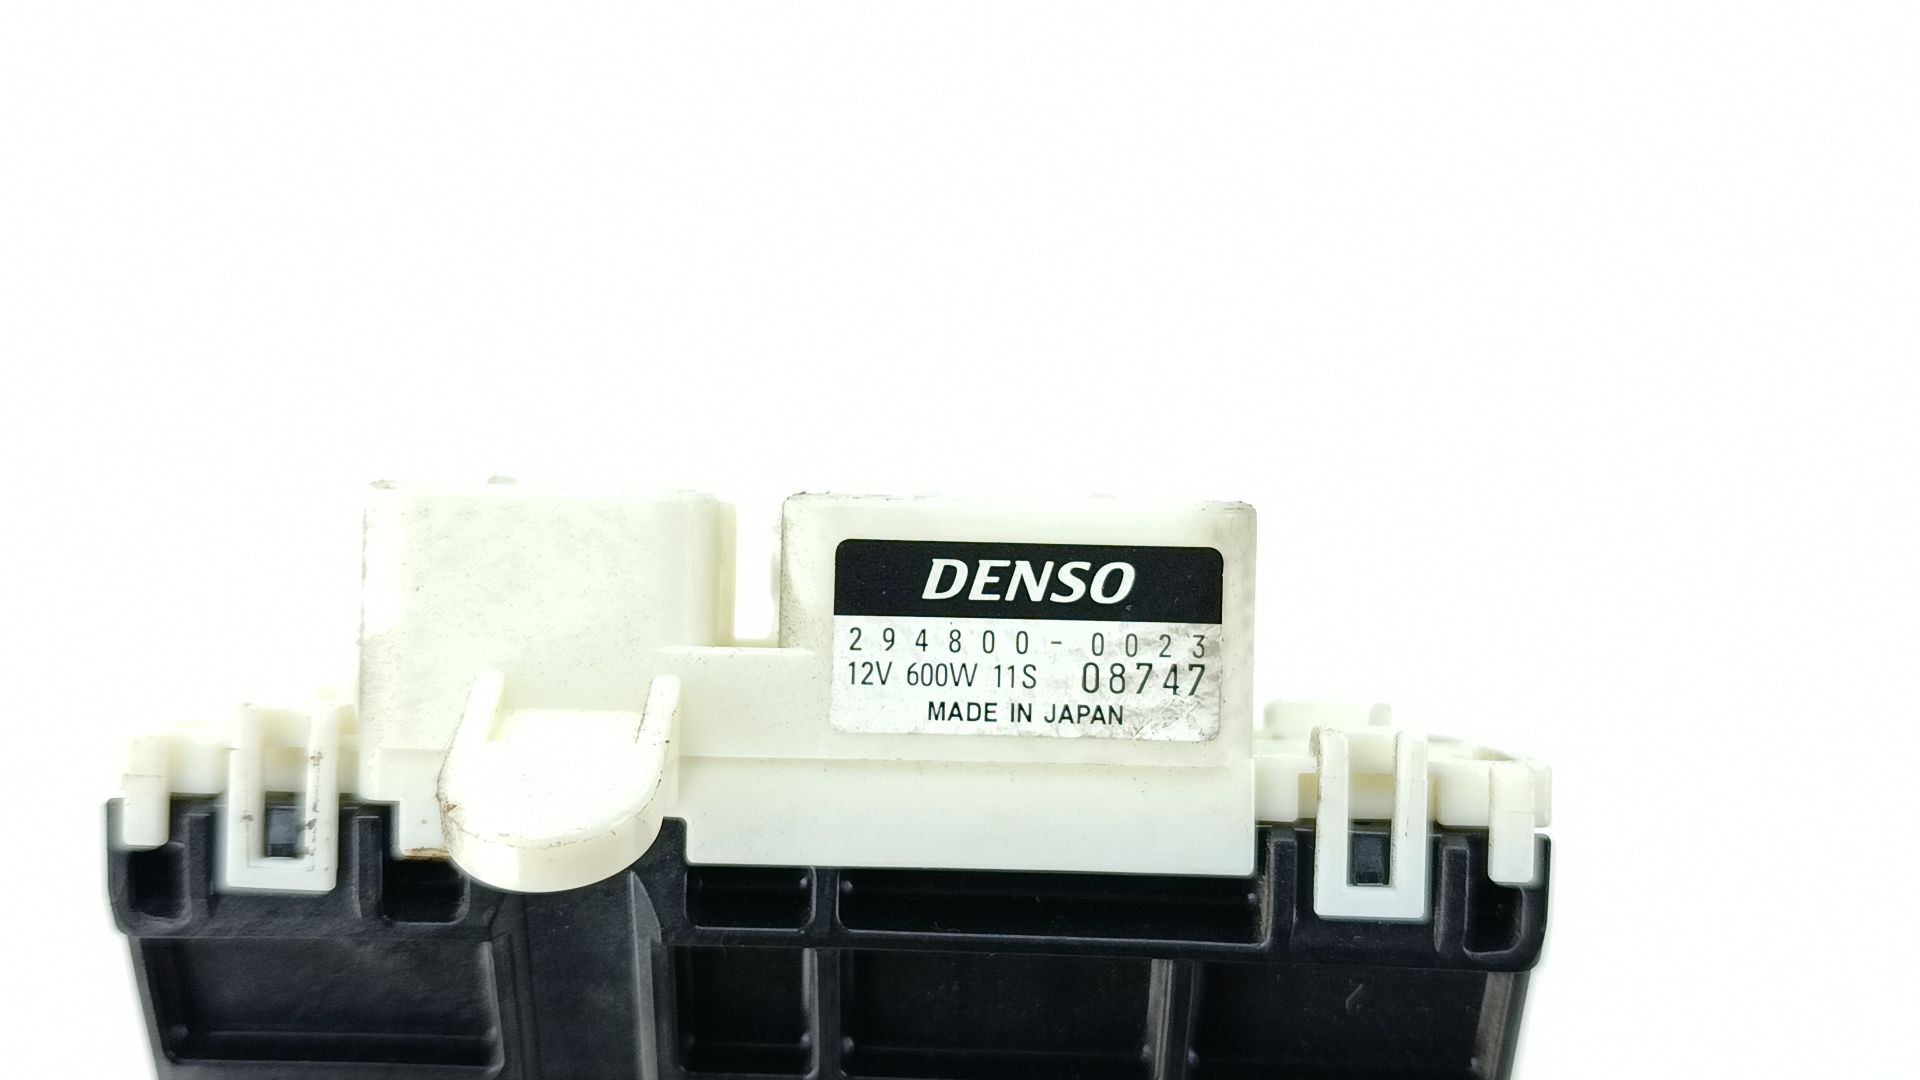 DENSO
294800-0023
12V 600W 11S 08747
MADE IN JAPAN